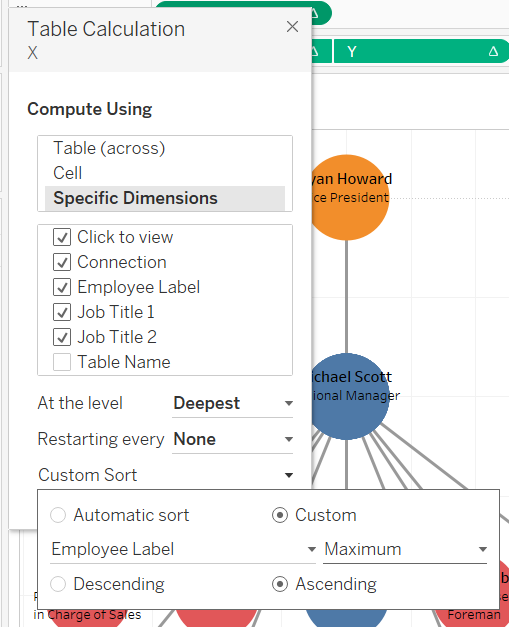 Table Calculation
X
Y
Compute Using
Table (across)
Cell
Specific Dimensions
Click to view
Connection
Employee Label
Job Title 1
Job Title 2
Table Name
At the level Deepest
Restarting every None
Custom Sort
Automatic sort Custom
Employee Label Maximum
Descending Ascending
yan Howard
ce President
ichael Scott
ional Manager
in Charge of Sales
Foreman